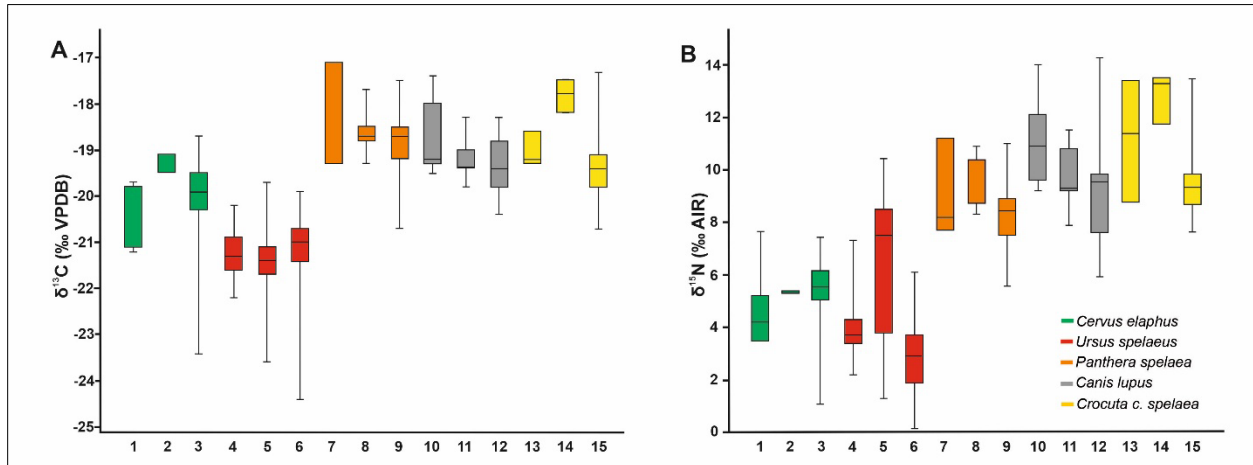 A
δ¹³C (‰ VPDB)
-17
-18
-19
-20
-21
-22
-23
-24
-25
1 2 3 4 5 6 7 8 9 10 11 12 13 14 15
B
δ¹⁵N (‰ AIR)
14
12
10
8
6
4
2
0
Cervus elaphus
Ursus spelaeus
Panthera spelaea
Canis lupus
Crocuta c. spelaea
1 2 3 4 5 6 7 8 9 10 11 12 13 14 15